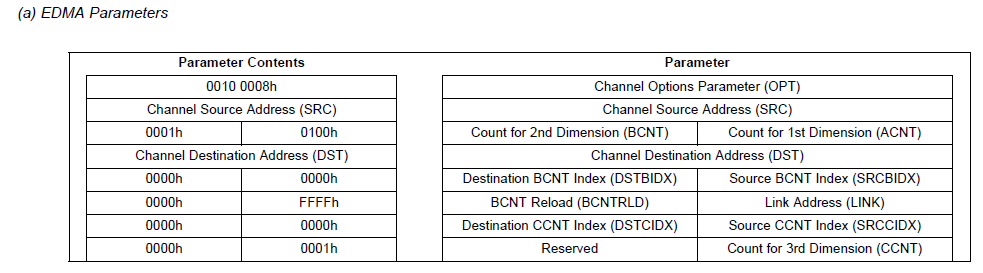 (a) EDMA Parameters
Parameter Contents Parameter
0010 0008h Channel Options Parameter (OPT)
Channel Source Address (SRC) Channel Source Address (SRC)
0001h 0100h Count for 2nd Dimension (BCNT) Count for 1st Dimension (ACNT)
Channel Destination Address (DST) Channel Destination Address (DST)
0000h 0000h Destination BCNT Index (DSTBIDX) Source BCNT Index (SRCBIDX)
0000h FFFFh BCNT Reload (BCNTRLD) Link Address (LINK)
0000h 0000h Destination CCNT Index (DSTCIDX) Source CCNT Index (SRCCIDX)
0000h 0001h Reserved Count for 3rd Dimension (CCNT)